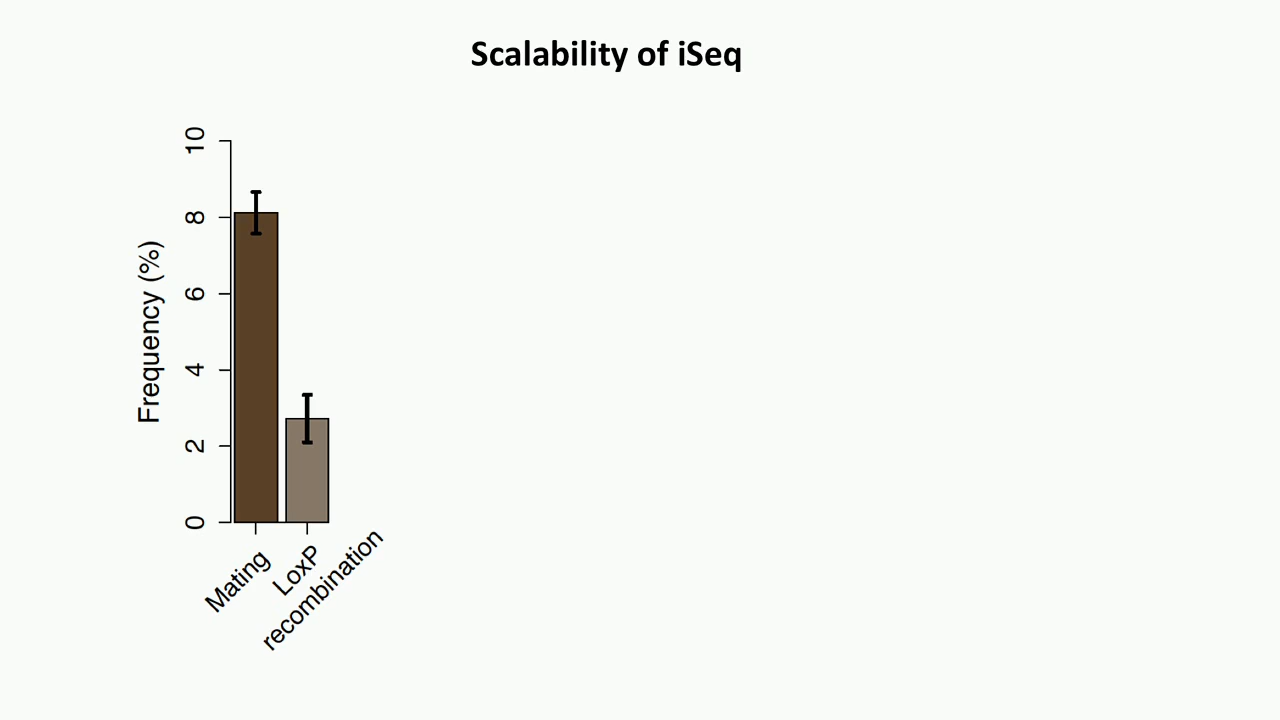 Scalability of iSeq
Frequency (%)
10
8
6
4
2
0
Mating
LoxP
recombination